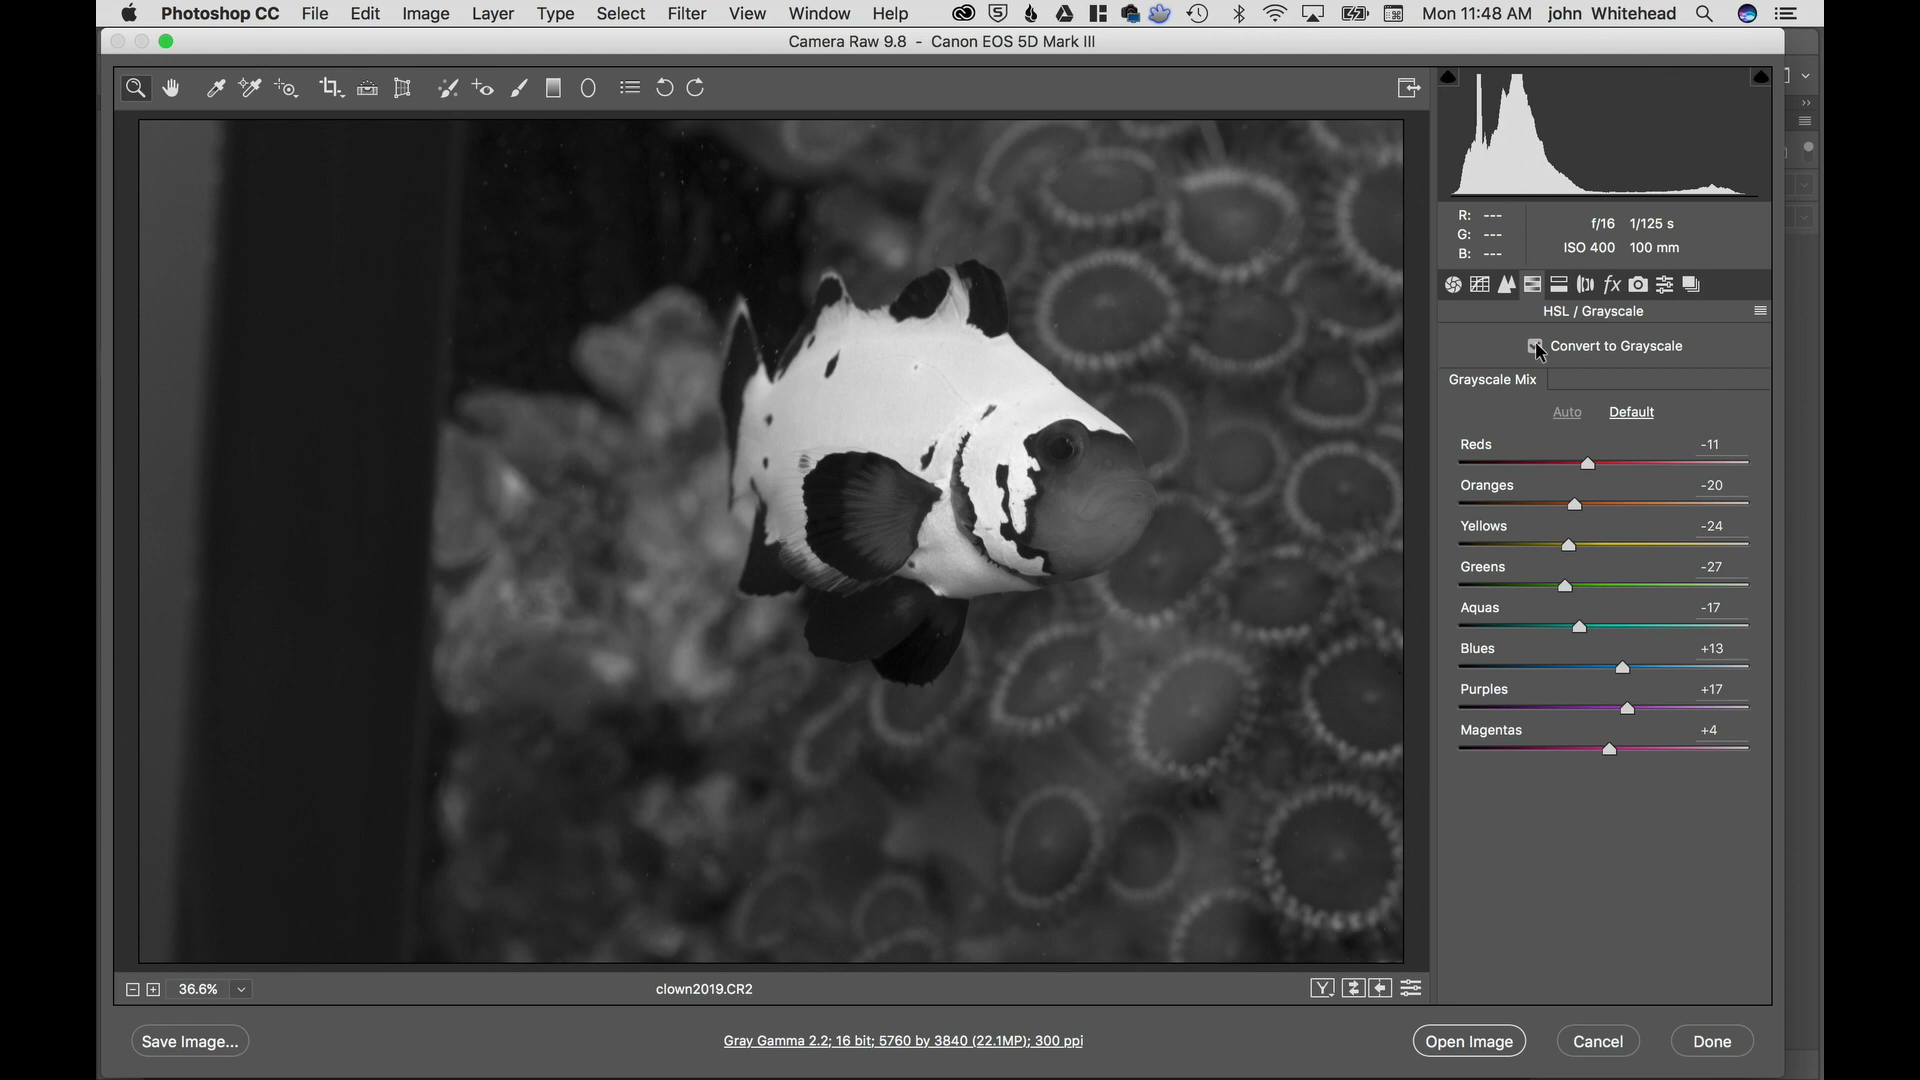 Photoshop CC File Edit Image Layer Type Select Filter View Window Help Mon 11:48 AM john Whitehead
Camera Raw 9.8 - Canon EOS 5D Mark III
R: ---
G: ---
B: ---
f/16 1/125 s
ISO 400 100 mm
fx
HSL / Grayscale
Convert to Grayscale
Grayscale Mix
Auto Default
Reds -11
Oranges -20
Yellows -24
Greens -27
Aquas -17
Blues +13
Purples +17
Magentas +4
36.6% clown2019.CR2 Y
Save Image... Gray Gamma 2.2; 16 bit; 5760 by 3840 (22.1MP); 300 ppi Open Image Cancel Done